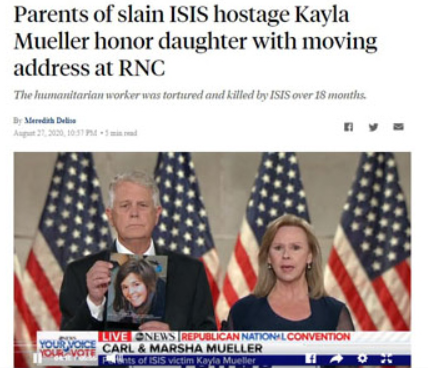 Parents of slain ISIS hostage Kayla
Mueller honor daughter with moving
address at RNC
The humanitarian worker was tortured and killed by ISIS over 18 months.
By Meredith Deliso
August 27, 2020, 10:57 PM • 5 min read
abNEWS
YOUR VOICE
YOUR VOTE
LIVE abcNEWS REPUBLICAN NATIONAL CONVENTION
CARL & MARSHA MUELLER
Parents of ISIS victim Kayla Mueller